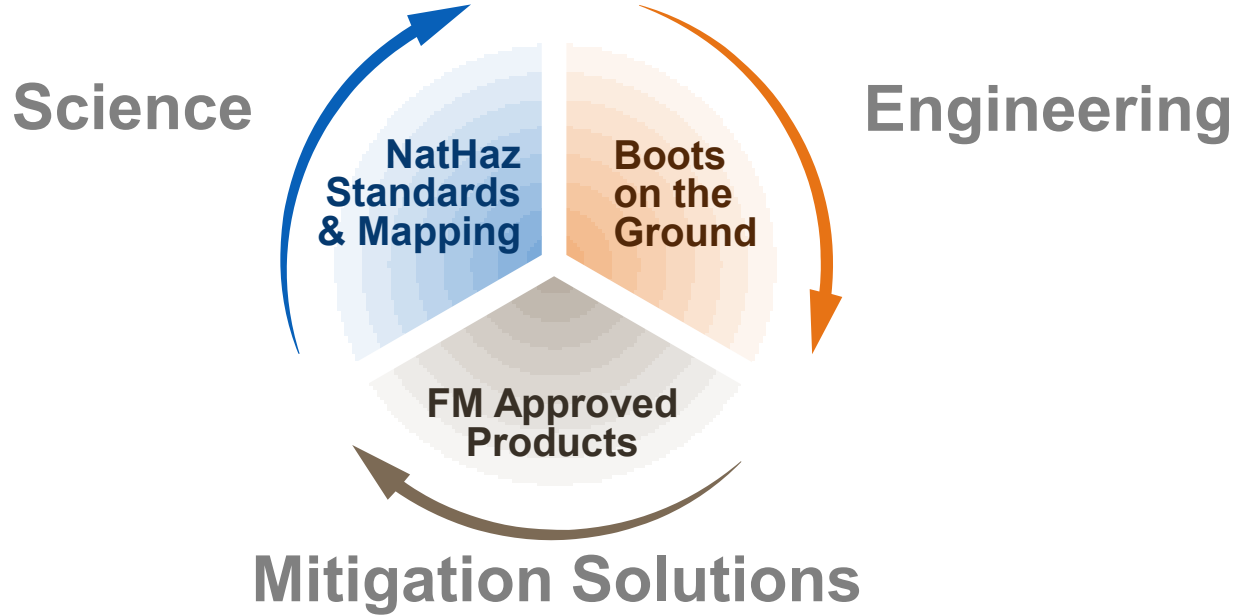 Science
Engineering
NatHaz
Standards
& Mapping
Boots
on the
Ground
FM Approved
Products
Mitigation Solutions